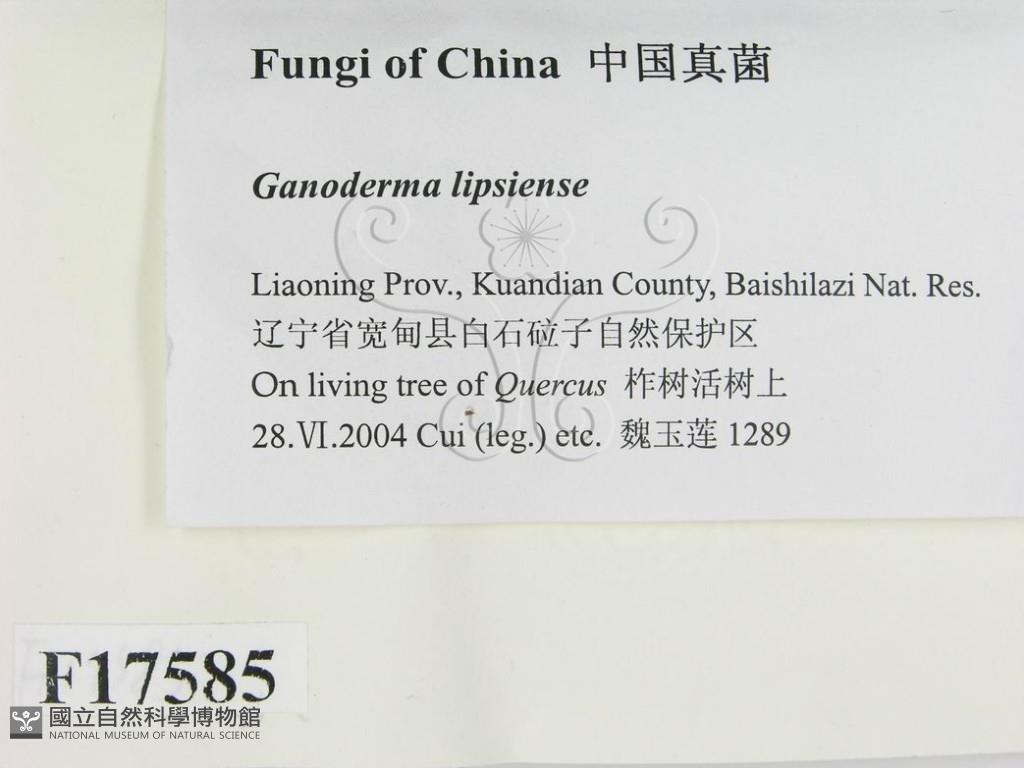 Fungi of China 中国真菌
Ganoderma lipsiense
Liaoning Prov., Kuandian County, Baishilazi Nat. Res.
辽宁省宽甸县白石砬子自然保护区
On living tree of Quercus 柞树活树上
28.Ⅵ.2004 Cui (leg.) etc. 魏玉莲 1289
F17585
國立自然科學博物館
NATIONAL MUSEUM OF NATURAL SCIENCE